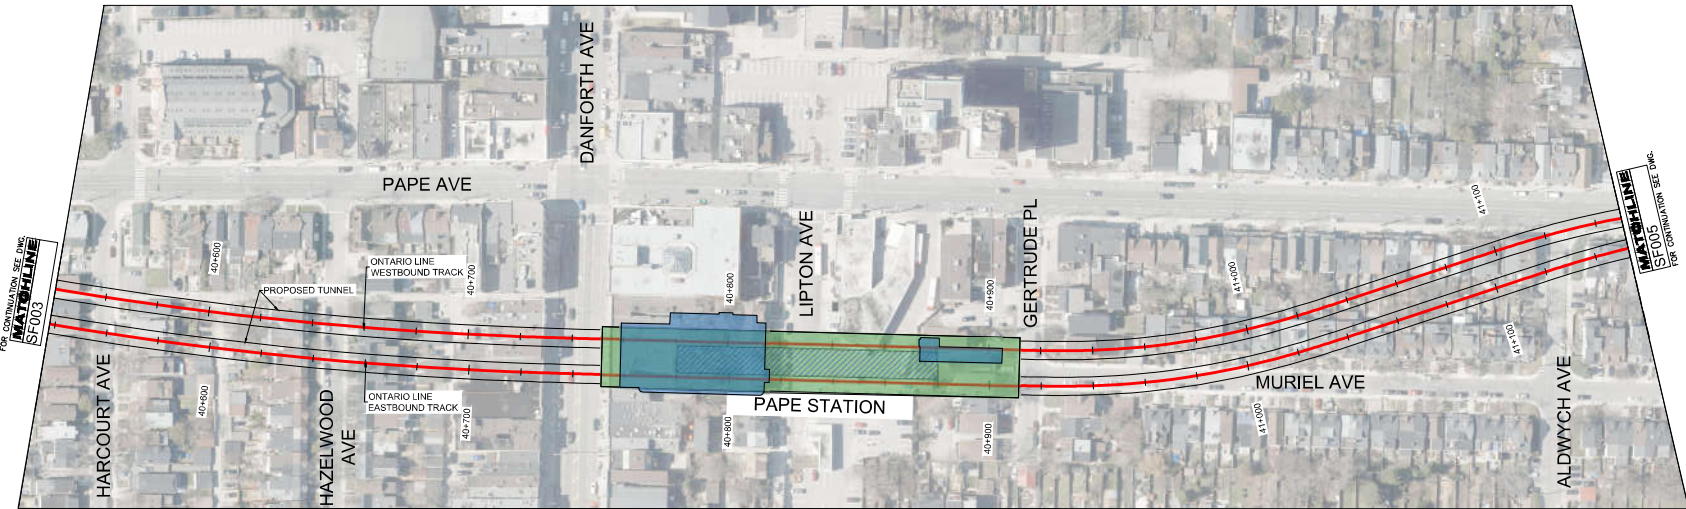 DANFORTH AVE
PAPE AVE
LIPTON AVE
GERTRUDE PL
41+100
FOR CONTINUATION SEE DWG.
MATCHLINE
SF005
FOR CONTINUATION SEE DWG.
MATCHLINE
SF003
40+600
ONTARIO LINE
WESTBOUND TRACK
40+700
PROPOSED TUNNEL
40+800
40+900
41+000
41+100
HARCOURT AVE
40+600
HAZELWOOD
AVE
ONTARIO LINE
EASTBOUND TRACK
40+700
PAPE STATION
40+800
40+900
MURIEL AVE
41+000
ALDWYCH AVE